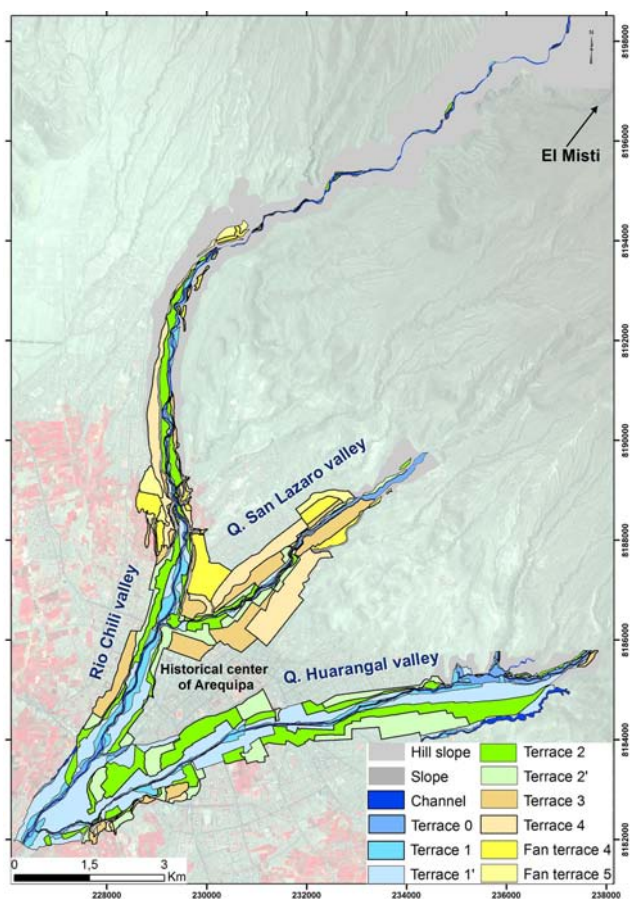 8198000
N
El Misti
8196000
8194000
8192000
8190000
Q. San Lazaro valley
8188000
Rio Chili valley
8186000
Historical center
of Arequipa
Q. Huarangal valley
8184000
Hill slope
Slope
Channel
Terrace 0
Terrace 1
Terrace 1'
Terrace 2
Terrace 2'
Terrace 3
Terrace 4
Fan terrace 4
Fan terrace 5
8182000
0 1,5 3
Km
228000 230000 232000 234000 236000 238000